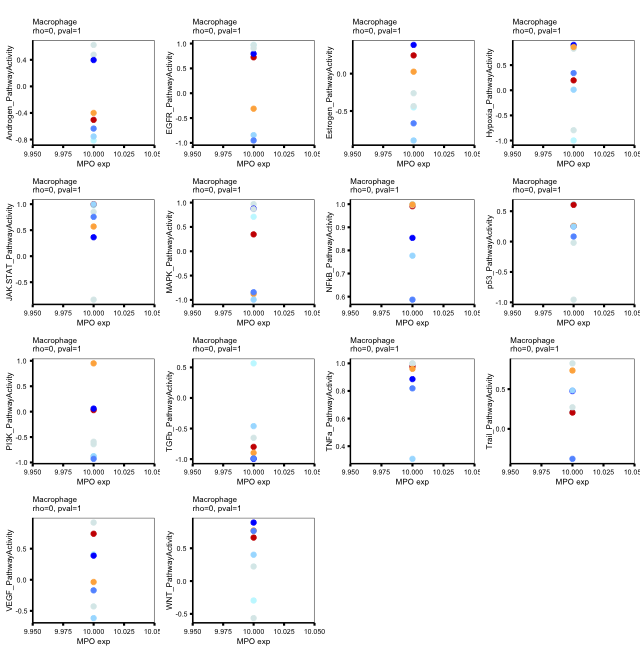 Macrophage
rho=0, pval=1
Androgen_PathwayActivity
0.4
0.0
-0.4
-0.8
9.950 9.975 10.000 10.025 10.05
MPO exp
Macrophage
rho=0, pval=1
EGFR_PathwayActivity
1.0
0.5
0.0
-0.5
-1.0
9.950 9.975 10.000 10.025 10.05
MPO exp
Macrophage
rho=0, pval=1
Estrogen_PathwayActivity
0.0
-0.5
9.950 9.975 10.000 10.025 10.05
MPO exp
Macrophage
rho=0, pval=1
Hypoxia_PathwayActivity
0.5
0.0
-0.5
-1.0
9.950 9.975 10.000 10.025 10.05
MPO exp
Macrophage
rho=0, pval=1
JAK.STAT_PathwayActivity
1.0
0.5
0.0
-0.5
9.950 9.975 10.000 10.025 10.05
MPO exp
Macrophage
rho=0, pval=1
MAPK_PathwayActivity
1.0
0.5
0.0
-0.5
-1.0
9.950 9.975 10.000 10.025 10.05
MPO exp
Macrophage
rho=0, pval=1
NFkB_PathwayActivity
1.0
0.9
0.8
0.7
0.6
9.950 9.975 10.000 10.025 10.05
MPO exp
Macrophage
rho=0, pval=1
p53_PathwayActivity
0.5
0.0
-0.5
-1.0
9.950 9.975 10.000 10.025 10.05
MPO exp
Macrophage
rho=0, pval=1
PI3K_PathwayActivity
1.0
0.5
0.0
-0.5
-1.0
9.950 9.975 10.000 10.025 10.05
MPO exp
Macrophage
rho=0, pval=1
TGFb_PathwayActivity
0.5
0.0
-0.5
-1.0
9.950 9.975 10.000 10.025 10.05
MPO exp
Macrophage
rho=0, pval=1
TNFa_PathwayActivity
1.0
0.8
0.6
0.4
9.950 9.975 10.000 10.025 10.05
MPO exp
Macrophage
rho=0, pval=1
Trail_PathwayActivity
0.5
0.0
9.950 9.975 10.000 10.025 10.05
MPO exp
Macrophage
rho=0, pval=1
VEGF_PathwayActivity
0.5
0.0
-0.5
9.950 9.975 10.000 10.025 10.05
MPO exp
Macrophage
rho=0, pval=1
WNT_PathwayActivity
0.5
0.0
-0.5
9.950 9.975 10.000 10.025 10.050
MPO exp